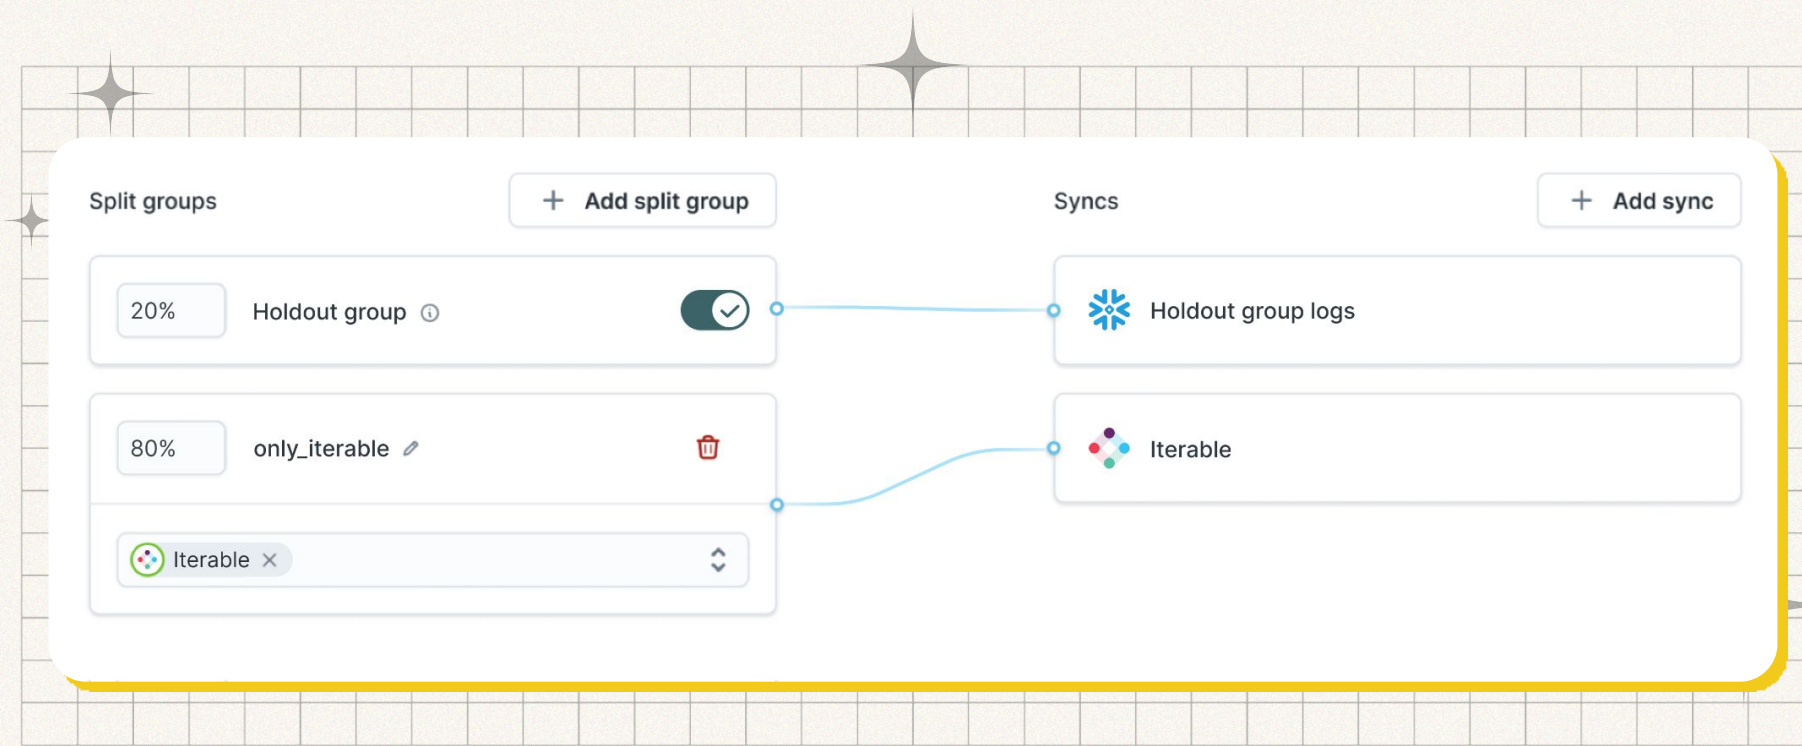 Split groups
Add split group
Syncs
Add sync
20%
Holdout group
Holdout group logs
80%
only_iterable
Iterable
Iterable